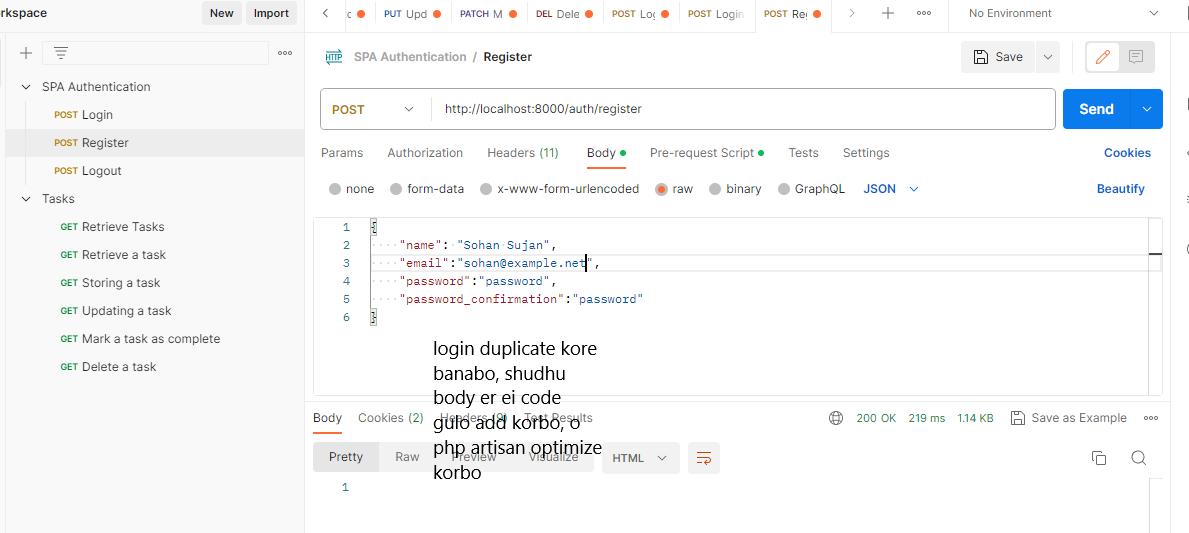 rkspace
New
Import
SPA Authentication
POST Login
POST Register
POST Logout
Tasks
GET Retrieve Tasks
GET Retrieve a task
GET Storing a task
GET Updating a task
GET Mark a task as complete
GET Delete a task
PUT Upd
PATCH M
DEL Dele
POST Log
POST Login
POST Reg
No Environment
HTTP SPA Authentication / Register
Save
POST http://localhost:8000/auth/register
Send
Params Authorization Headers (11) Body Pre-request Script Tests Settings Cookies
none form-data x-www-form-urlencoded raw binary GraphQL JSON Beautify
1 {
2 "name": "Sohan Sujan",
3 "email":"sohan@example.net",
4 "password":"password",
5 "password_confirmation":"password"
6 }
login duplicate kore
banabo, shudhu
body er ei code
gulo add korbo, o
php artisan optimize
korbo
Body Cookies (2) Headers (9) Test Results 200 OK 219 ms 1.14 KB Save as Example
Pretty Raw Preview Visualize HTML
1